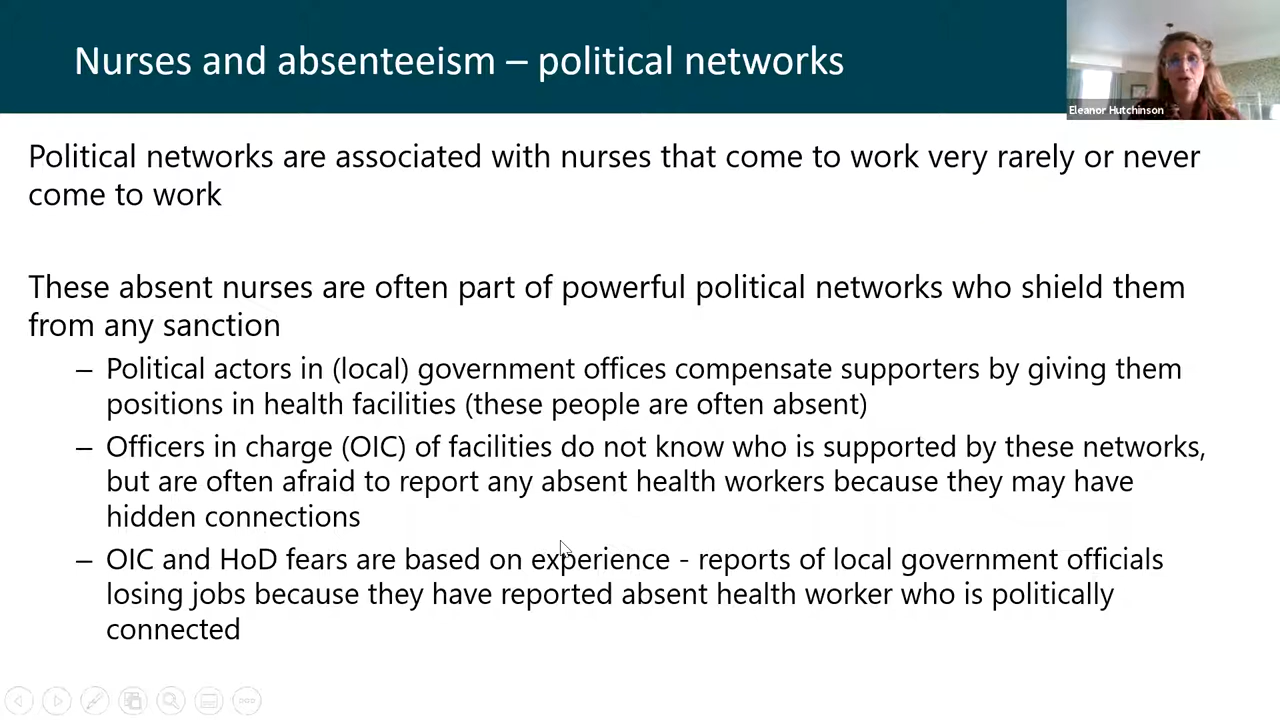 Nurses and absenteeism – political networks
Eleanor Hutchinson
Political networks are associated with nurses that come to work very rarely or never
come to work
These absent nurses are often part of powerful political networks who shield them
from any sanction
– Political actors in (local) government offices compensate supporters by giving them
positions in health facilities (these people are often absent)
– Officers in charge (OIC) of facilities do not know who is supported by these networks,
but are often afraid to report any absent health workers because they may have
hidden connections
– OIC and HoD fears are based on experience - reports of local government officials
losing jobs because they have reported absent health worker who is politically
connected